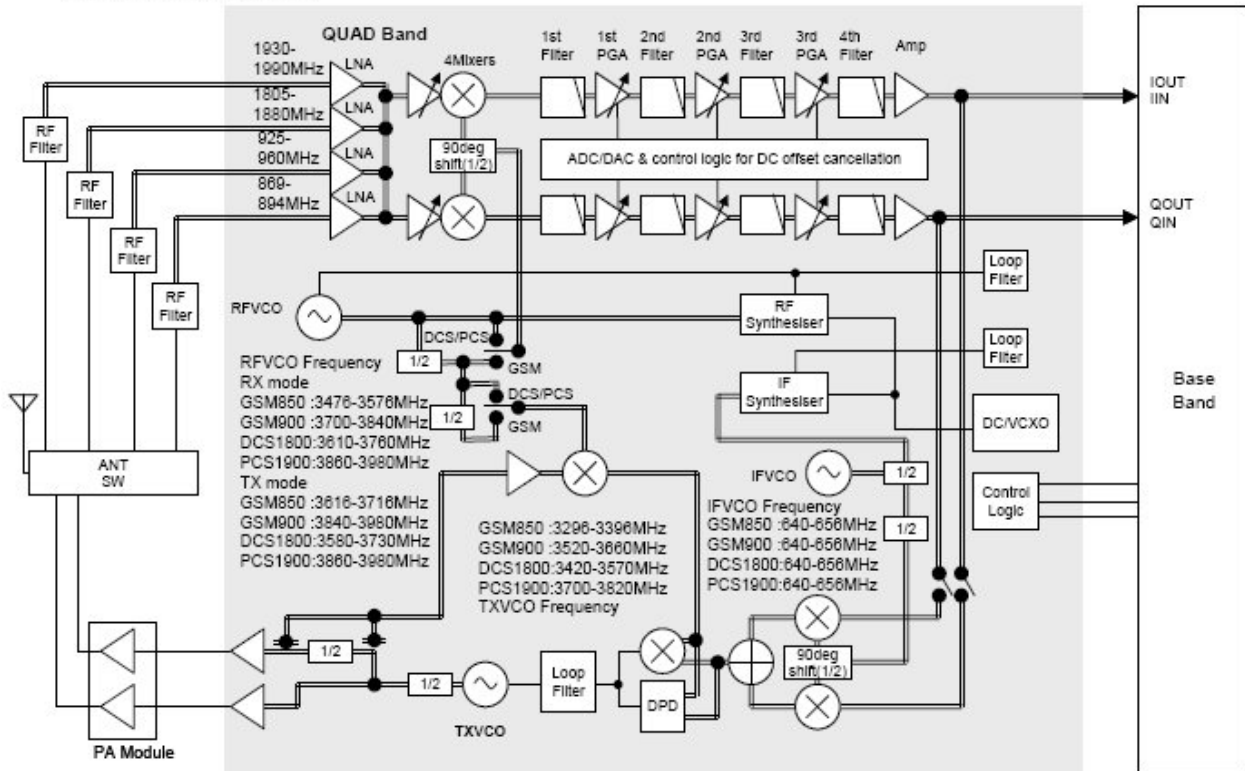 QUAD Band
1930-
1990MHz
LNA
1805-
1880MHz
LNA
925-
960MHz
LNA
869-
894MHz
LNA
4Mixers
1st
Filter
1st
PGA
2nd
Filter
2nd
PGA
3rd
Filter
3rd
PGA
4th
Filter
Amp
IOUT
IIN
RF
Filter
RF
Filter
RF
Filter
RF
Filter
90deg
shift(1/2)
ADC/DAC & control logic for DC offset cancellation
QOUT
QIN
Loop
Filter
RFVCO
RF
Synthesiser
DCS/PCS
1/2
GSM
Loop
Filter
IF
Synthesiser
DCS/PCS
1/2
GSM
RFVCO Frequency
RX mode
GSM850 :3476-3576MHz
GSM900 :3700-3840MHz
DCS1800:3610-3760MHz
PCS1900:3860-3980MHz
TX mode
GSM850 :3616-3716MHz
GSM900 :3840-3980MHz
DCS1800:3580-3730MHz
PCS1900:3860-3980MHz
Base
Band
DC/VCXO
ANT
SW
IFVCO
1/2
Control
Logic
IFVCO Frequency
GSM850 :640-656MHz
GSM900 :640-656MHz
DCS1800:640-656MHz
PCS1900:640-656MHz
1/2
GSM850 :3296-3396MHz
GSM900 :3520-3660MHz
DCS1800:3420-3570MHz
PCS1900:3700-3820MHz
TXVCO Frequency
1/2
1/2
TXVCO
Loop
Filter
DPD
90deg
shift(1/2)
PA Module